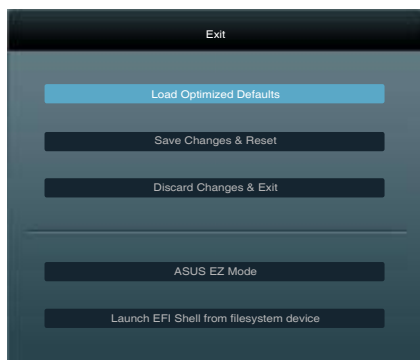 Exit
Load Optimized Defaults
Save Changes & Reset
Discard Changes & Exit
ASUS EZ Mode
Launch EFI Shell from filesystem device